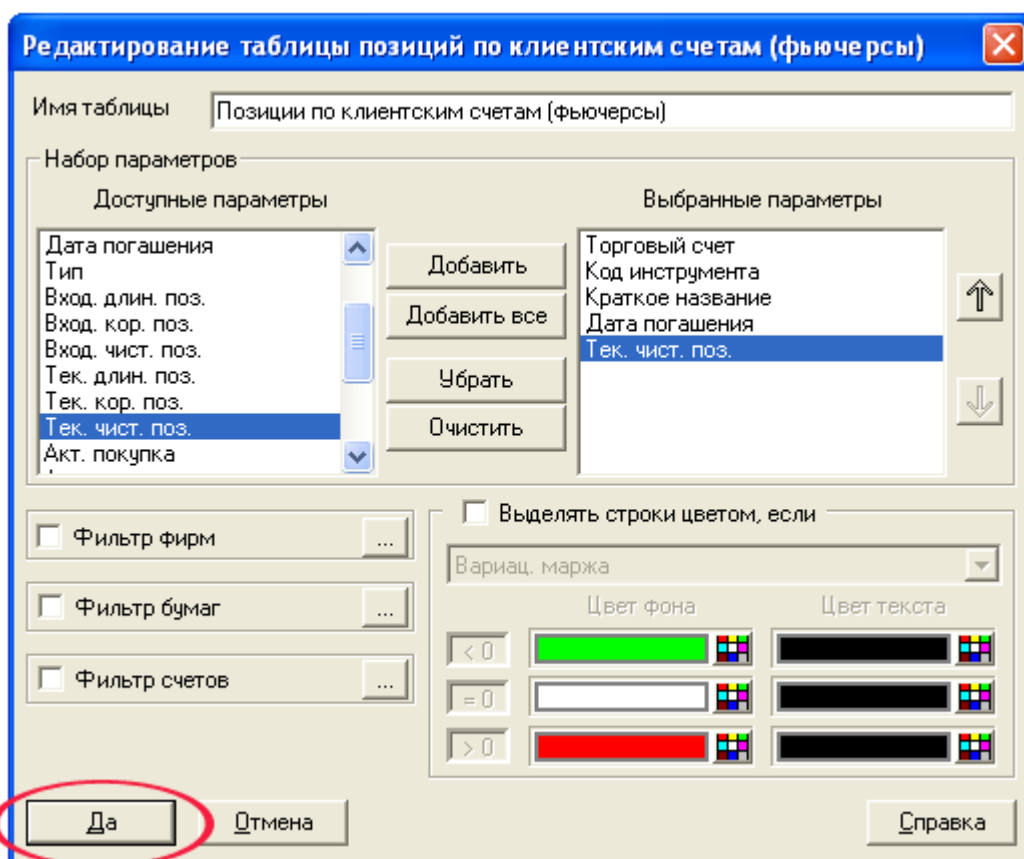 Редактирование таблицы позиций по клиентским счетам (фьючерсы)
Имя таблицы
Позиции по клиентским счетам (фьючерсы)
Набор параметров
Доступные параметры
Выбранные параметры
Дата погашения
Тип
Вход. длин. поз.
Вход. кор. поз.
Вход. чист. поз.
Тек. длин. поз.
Тек. кор. поз.
Тек. чист. поз.
Акт. покупка
Добавить
Добавить все
Убрать
Очистить
Торговый счет
Код инструмента
Краткое название
Дата погашения
Тек. чист. поз.
Фильтр фирм
...
Фильтр бумаг
...
Фильтр счетов
...
Выделять строки цветом, если
Вариац. маржа
Цвет фона
Цвет текста
< 0
= 0
> 0
Да
Отмена
Справка